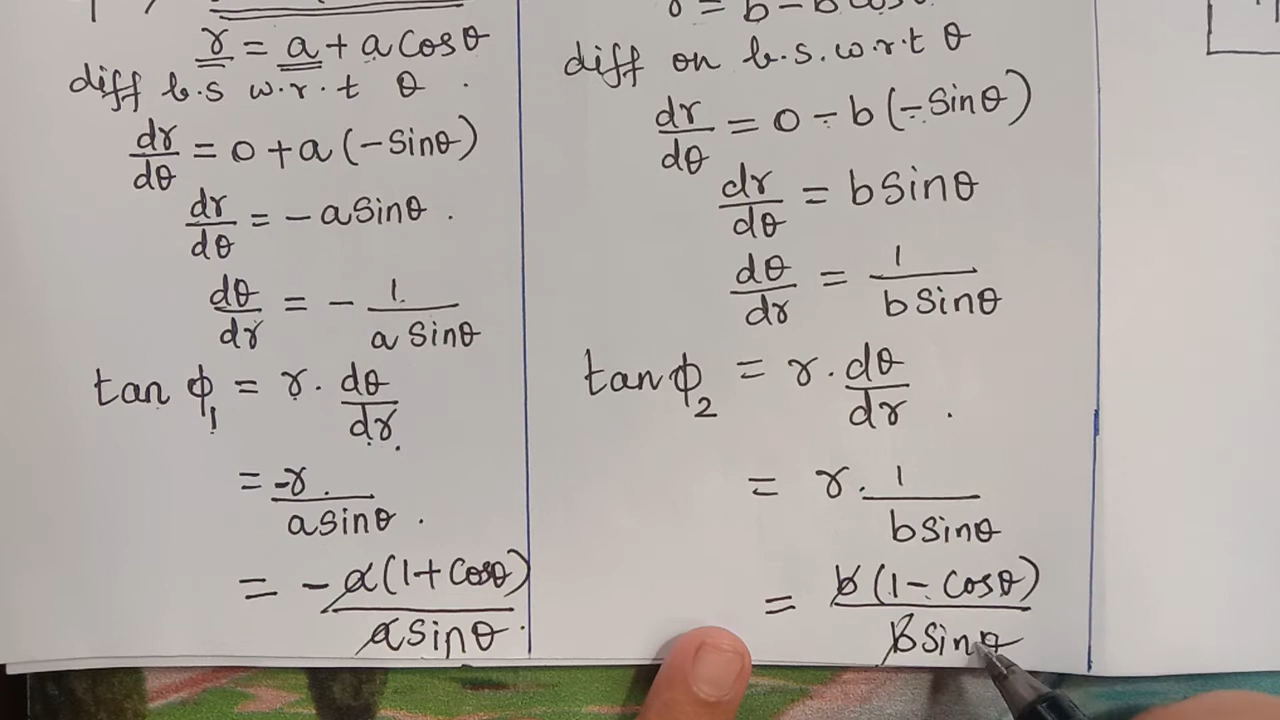 r = a + a cosθ
diff b.s w.r.t θ .
dr/dθ = 0 + a (-sinθ)
dr/dθ = - a sinθ .
dθ/dr = - 1/(a sinθ)
tan ϕ₁ = r . dθ/dr .
= -r/(a sinθ) .
= - a(1 + cosθ)/(a sinθ) .
r = b - b cos
diff on b.s. w.r.t θ
dr/dθ = 0 - b (-sinθ)
dr/dθ = b sinθ
dθ/dr = 1/(b sinθ)
tan ϕ₂ = r . dθ/dr .
= r . 1/(b sinθ)
= b (1 - cosθ)/(b sinθ)